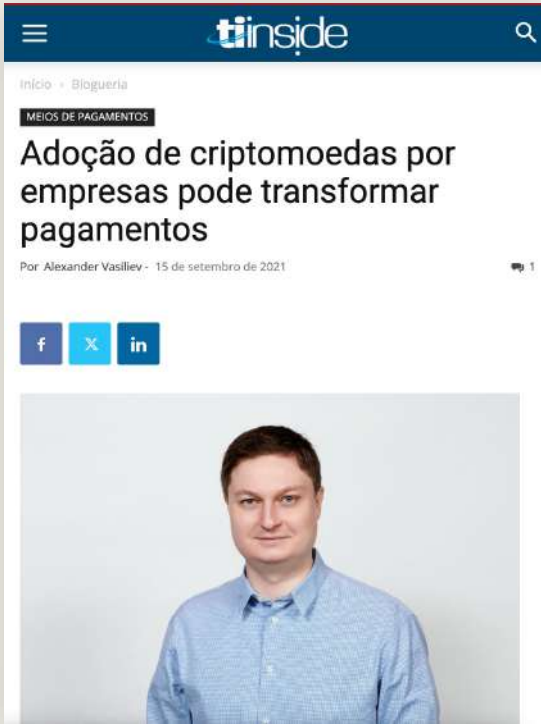 tiinside
Início › Blogueria
MEIOS DE PAGAMENTOS
Adoção de criptomoedas por
empresas pode transformar
pagamentos
Por Alexander Vasiliev - 15 de setembro de 2021 1
f X in